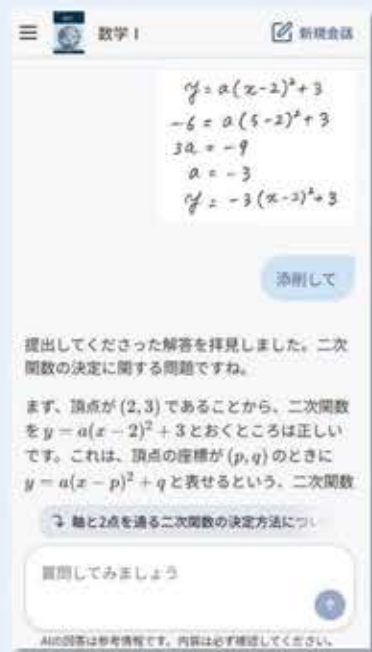 数学 I
新規会話
y = a(x-2)²+3
-6 = a(5-2)²+3
3a = -9
a = -3
y = -3(x-2)²+3
添削して
提出してくださった解答を拝見しました。二次
関数の決定に関する問題ですね。
まず、頂点が (2, 3) であることから、二次関数
を y = a(x − 2)² + 3 とおくところは正しい
です。これは、頂点の座標が (p, q) のときに
y = a(x − p)² + q と表せるという、二次関数
軸と2点を通る二次関数の決定方法につい
質問してみましょう
AIの回答は参考情報です。内容は必ず確認してください。